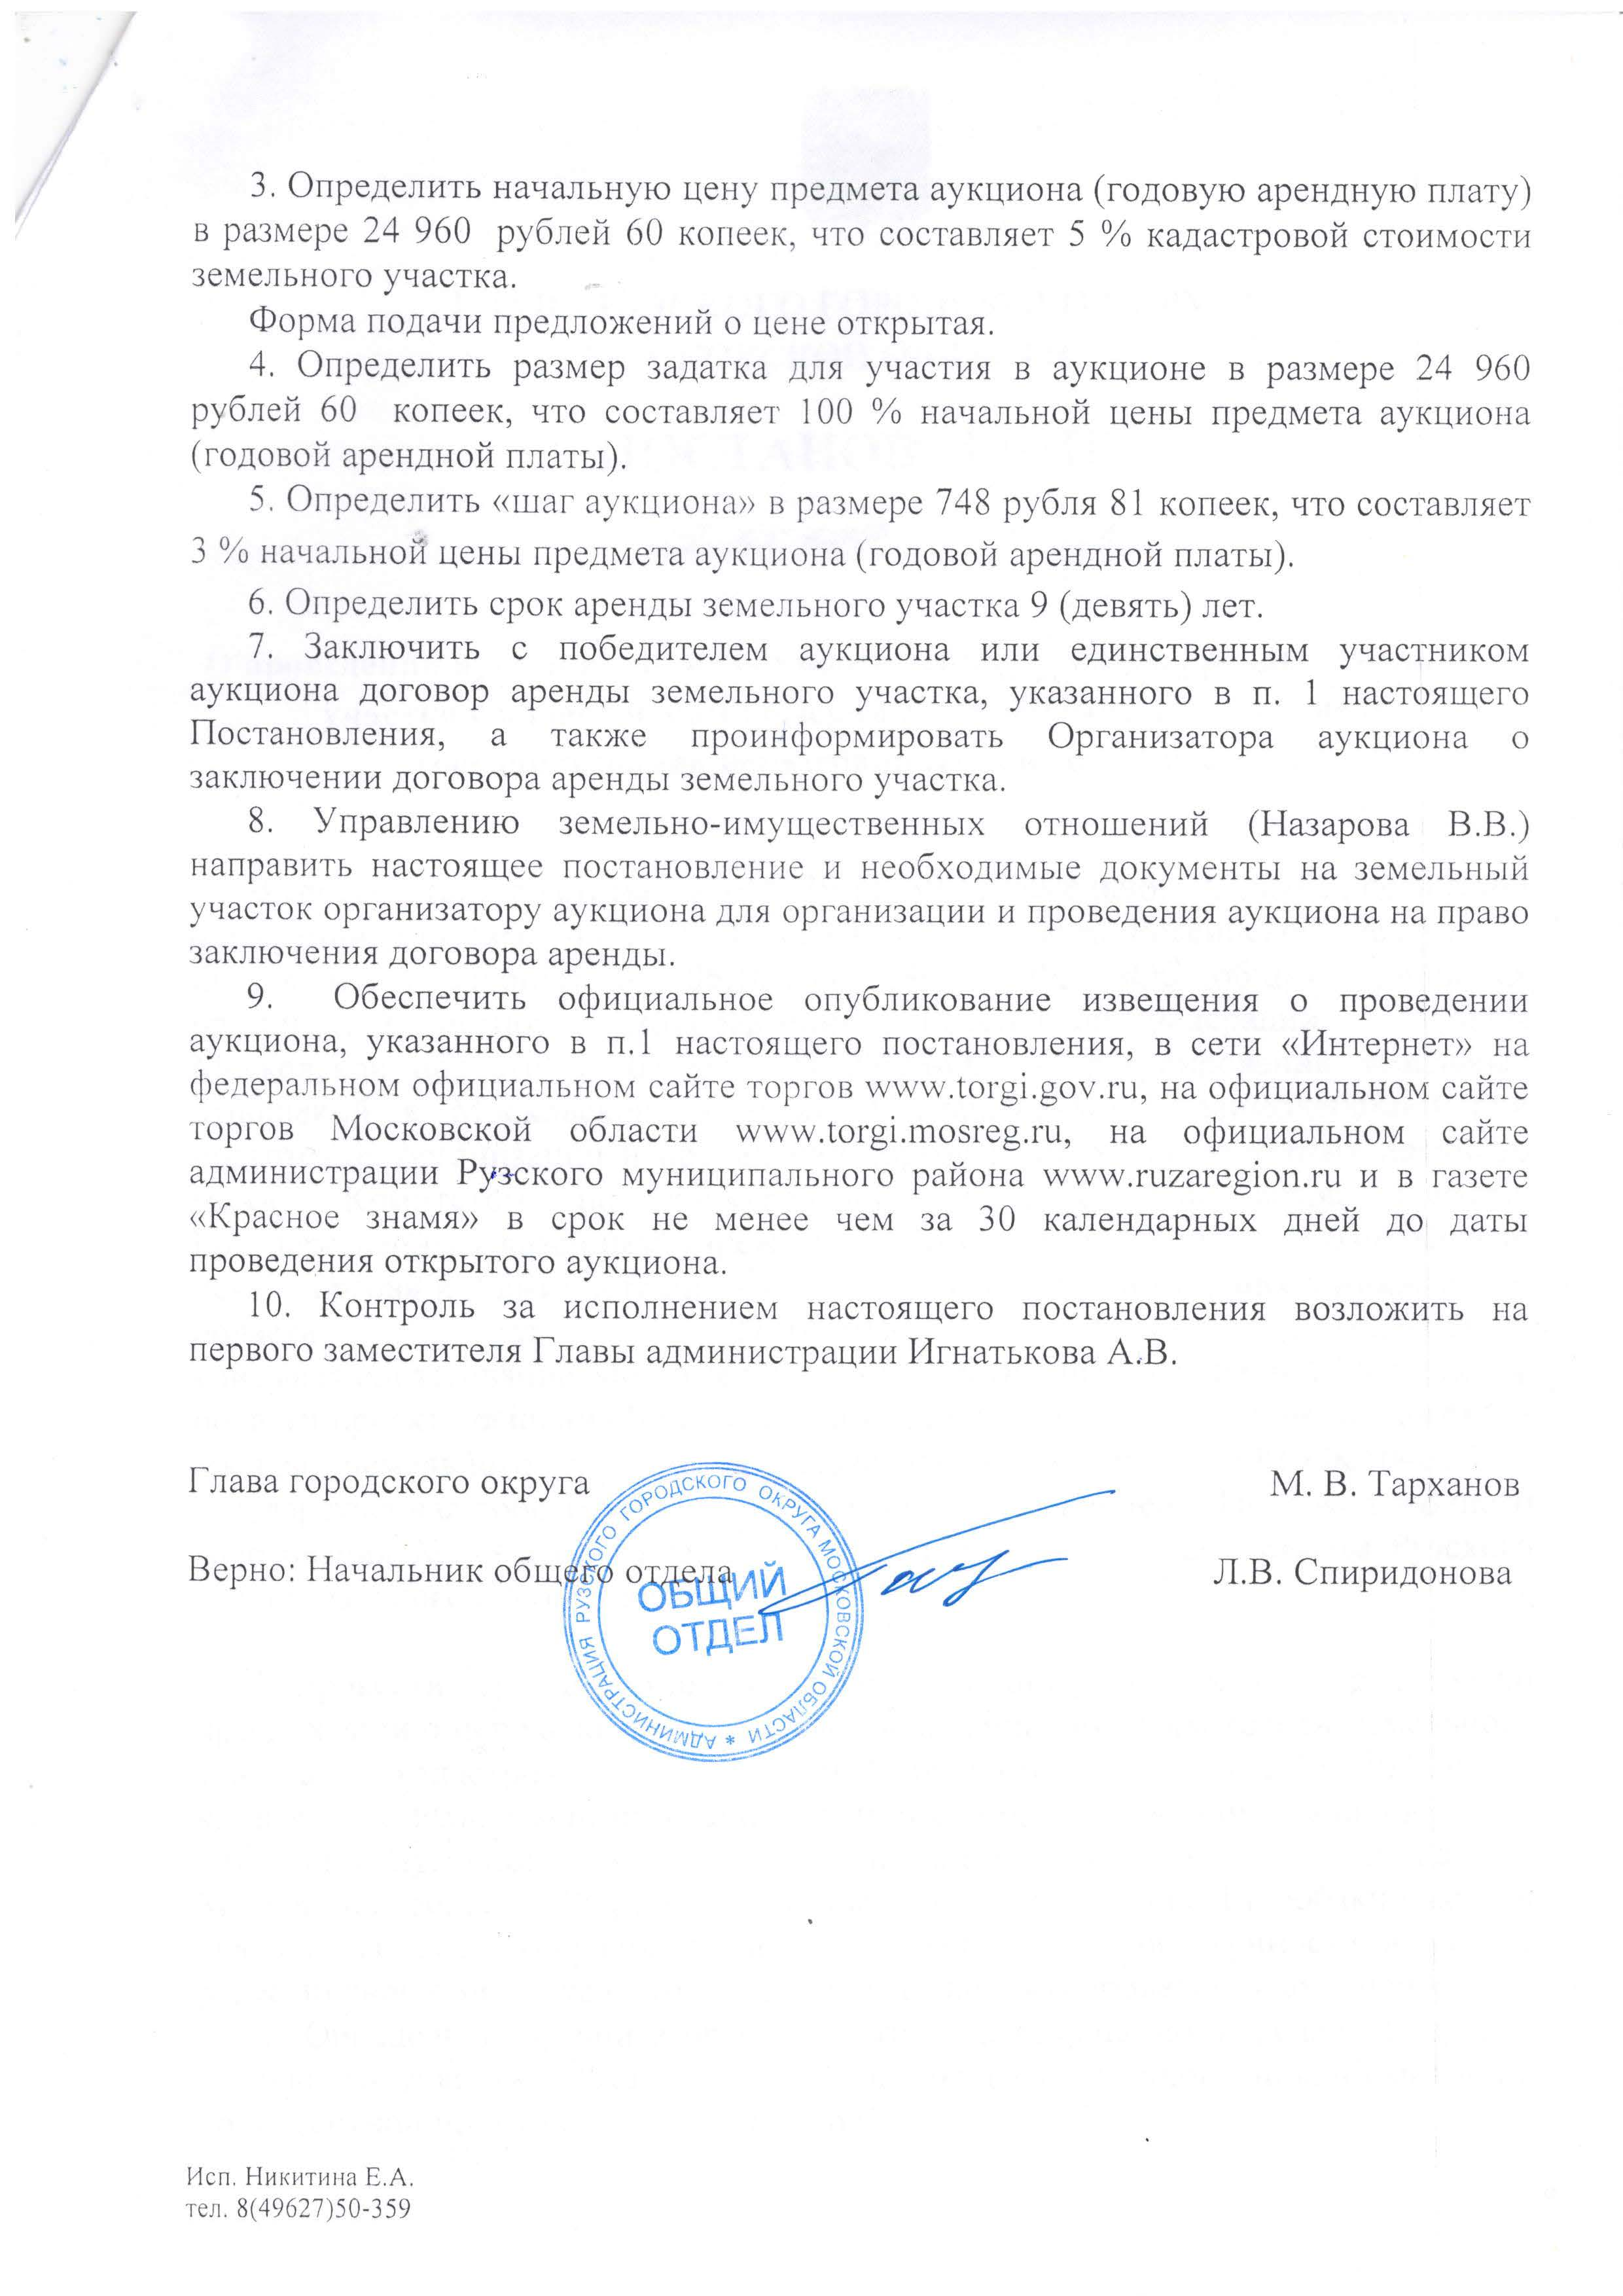 3. Определить начальную цену предмета аукциона (годовую арендную плату)
в размере 24 960 рублей 60 копеек, что составляет 5 % кадастровой стоимости
земельного участка.
Форма подачи предложений о цене открытая.
4. Определить размер задатка для участия в аукционе в размере 24 960
рублей 60 копеек, что составляет 100 % начальной цены предмета аукциона
(годовой арендной платы).
5. Определить «шаг аукциона» в размере 748 рубля 81 копеек, что составляет
3 % начальной цены предмета аукциона (годовой арендной платы).
6. Определить срок аренды земельного участка 9 (девять) лет.
7. Заключить с победителем аукциона или единственным участником
аукциона договор аренды земельного участка, указанного в п. 1 настоящего
Постановления, а также проинформировать Организатора аукциона о
заключении договора аренды земельного участка.
8. Управлению земельно-имущественных отношений (Назарова В.В.)
направить настоящее постановление и необходимые документы на земельный
участок организатору аукциона для организации и проведения аукциона на право
заключения договора аренды.
9. Обеспечить официальное опубликование извещения о проведении
аукциона, указанного в п.1 настоящего постановления, в сети «Интернет» на
федеральном официальном сайте торгов www.torgi.gov.ru, на официальном сайте
торгов Московской области www.torgi.mosreg.ru, на официальном сайте
администрации Рузского муниципального района www.ruzaregion.ru и в газете
«Красное знамя» в срок не менее чем за 30 календарных дней до даты
проведения открытого аукциона.
10. Контроль за исполнением настоящего постановления возложить на
первого заместителя Главы администрации Игнатькова А.В.
Глава городского округа М. В. Тарханов
Верно: Начальник общего отдела Л.В. Спиридонова
АДМИНИСТРАЦИЯ РУЗСКОГО ГОРОДСКОГО ОКРУГА МОСКОВСКОЙ ОБЛАСТИ *
ОБЩИЙ
ОТДЕЛ
Исп. Никитина Е.А.
тел. 8(49627)50-359